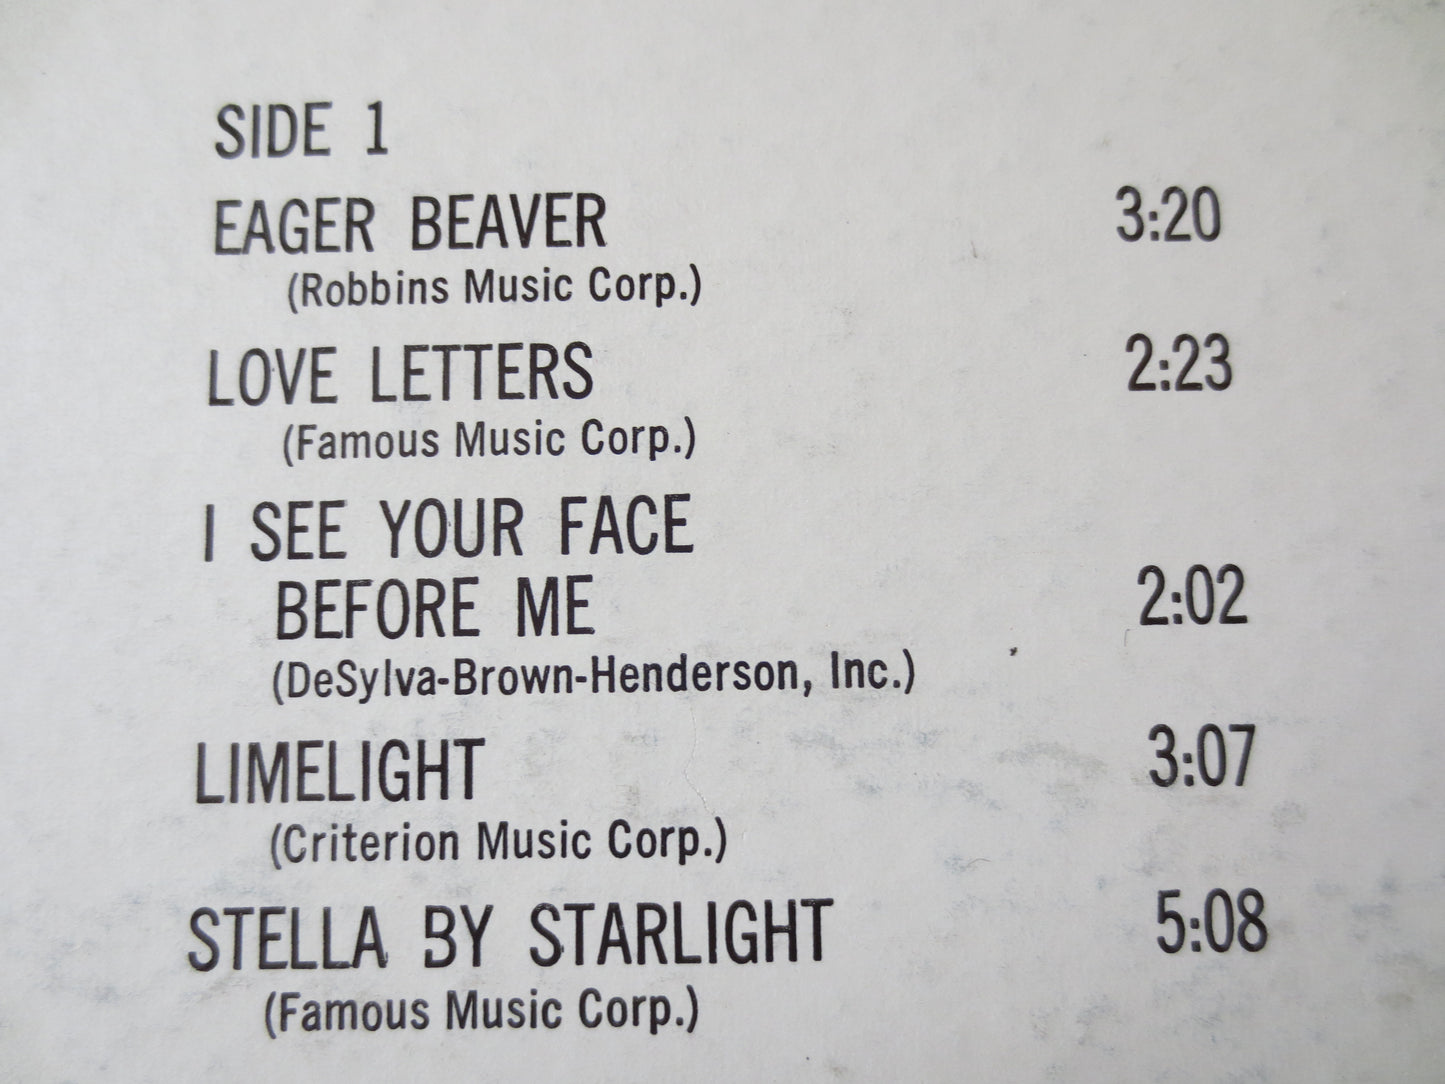 SIDE 1
EAGER BEAVER 3:20
(Robbins Music Corp.)
LOVE LETTERS 2:23
(Famous Music Corp.)
I SEE YOUR FACE
BEFORE ME 2:02
(DeSylva-Brown-Henderson, Inc.)
LIMELIGHT 3:07
(Criterion Music Corp.)
STELLA BY STARLIGHT 5:08
(Famous Music Corp.)